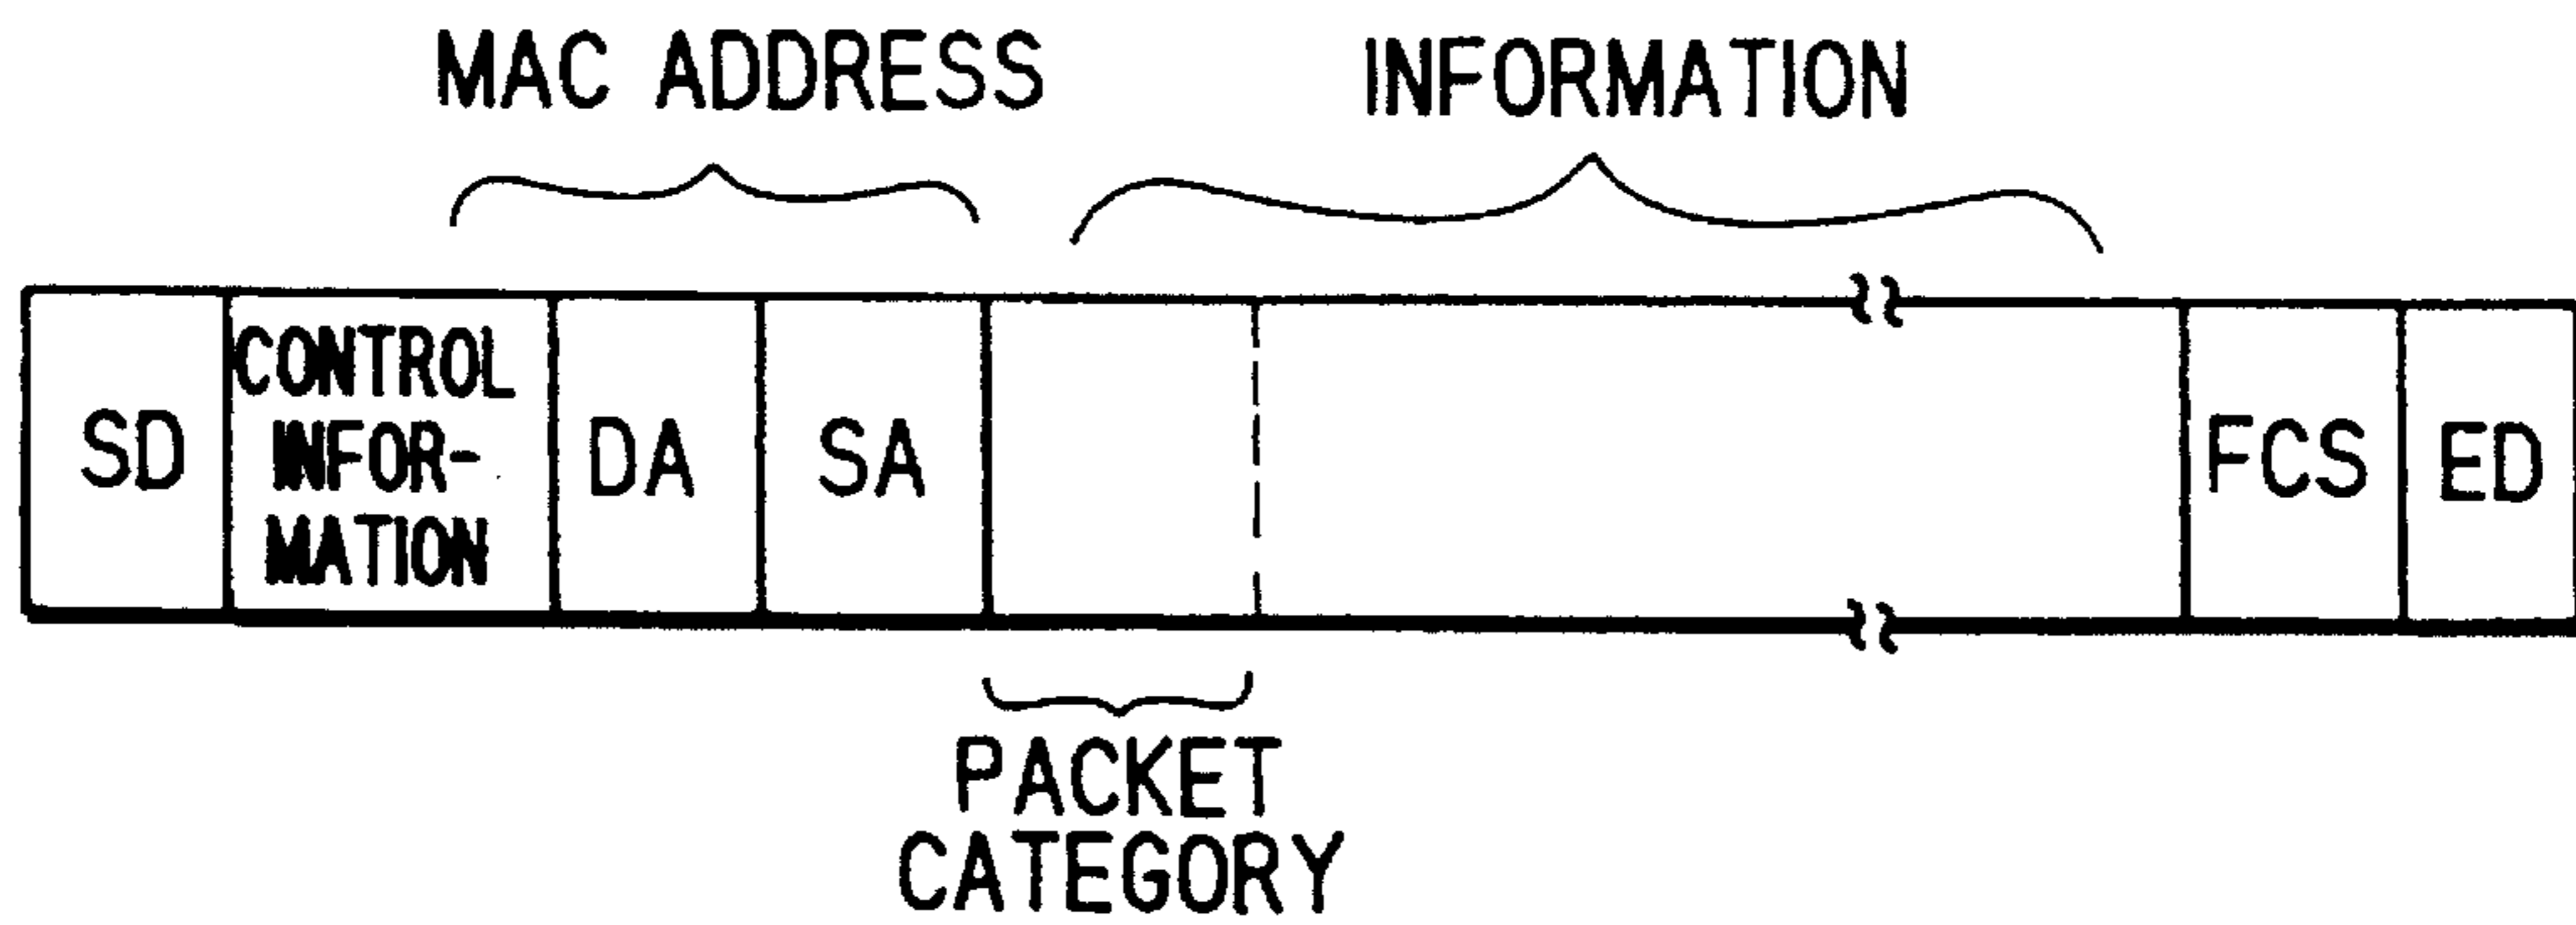 MAC ADDRESS
INFORMATION
SD
CONTROL
INFOR-
MATION
DA
SA
FCS
ED
PACKET
CATEGORY